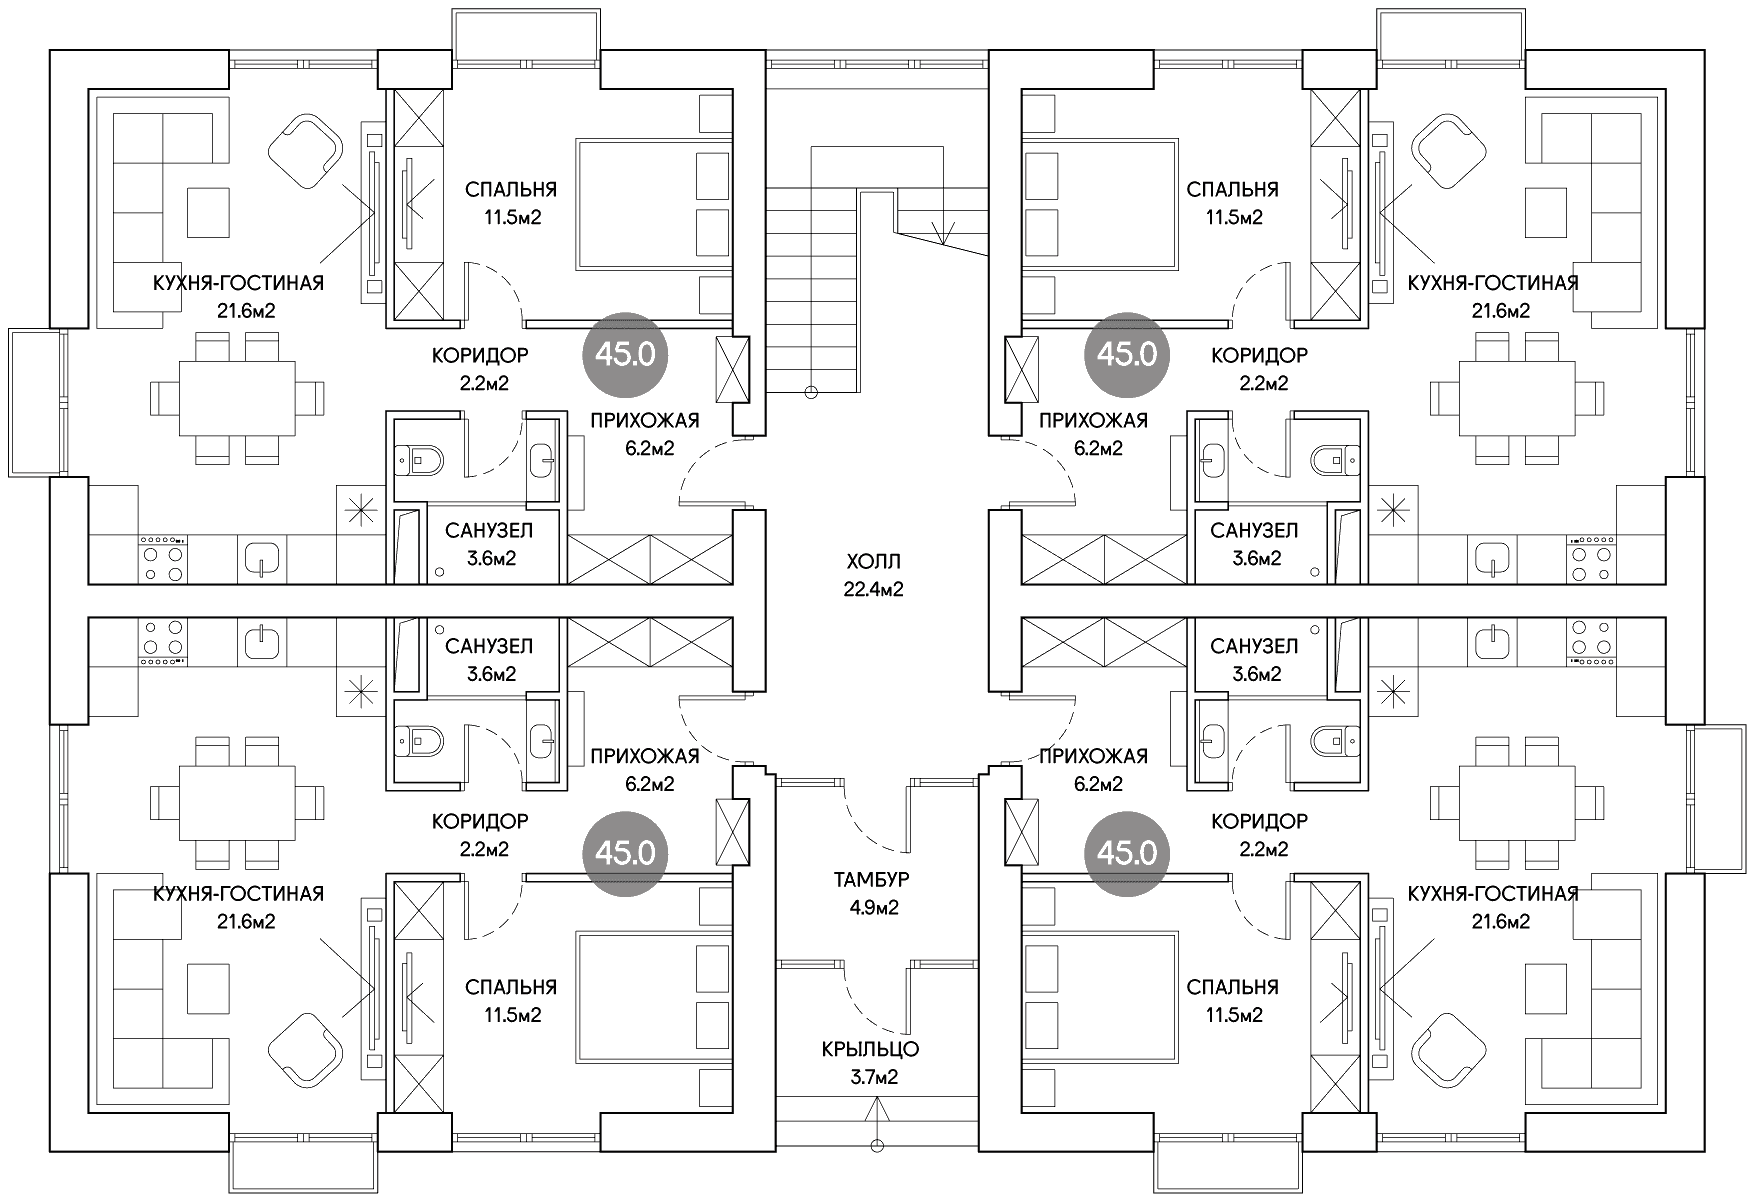 СПАЛЬНЯ
11.5м2
СПАЛЬНЯ
11.5м2
КУХНЯ-ГОСТИНАЯ
21.6м2
КУХНЯ-ГОСТИНАЯ
21.6м2
КОРИДОР
2.2м2
45.0
45.0
КОРИДОР
2.2м2
ПРИХОЖАЯ
6.2м2
ПРИХОЖАЯ
6.2м2
САНУЗЕЛ
3.6м2
САНУЗЕЛ
3.6м2
ХОЛЛ
22.4м2
САНУЗЕЛ
3.6м2
САНУЗЕЛ
3.6м2
ПРИХОЖАЯ
6.2м2
ПРИХОЖАЯ
6.2м2
КОРИДОР
2.2м2
45.0
45.0
КОРИДОР
2.2м2
ТАМБУР
4.9м2
КУХНЯ-ГОСТИНАЯ
21.6м2
КУХНЯ-ГОСТИНАЯ
21.6м2
СПАЛЬНЯ
11.5м2
СПАЛЬНЯ
11.5м2
КРЫЛЬЦО
3.7м2